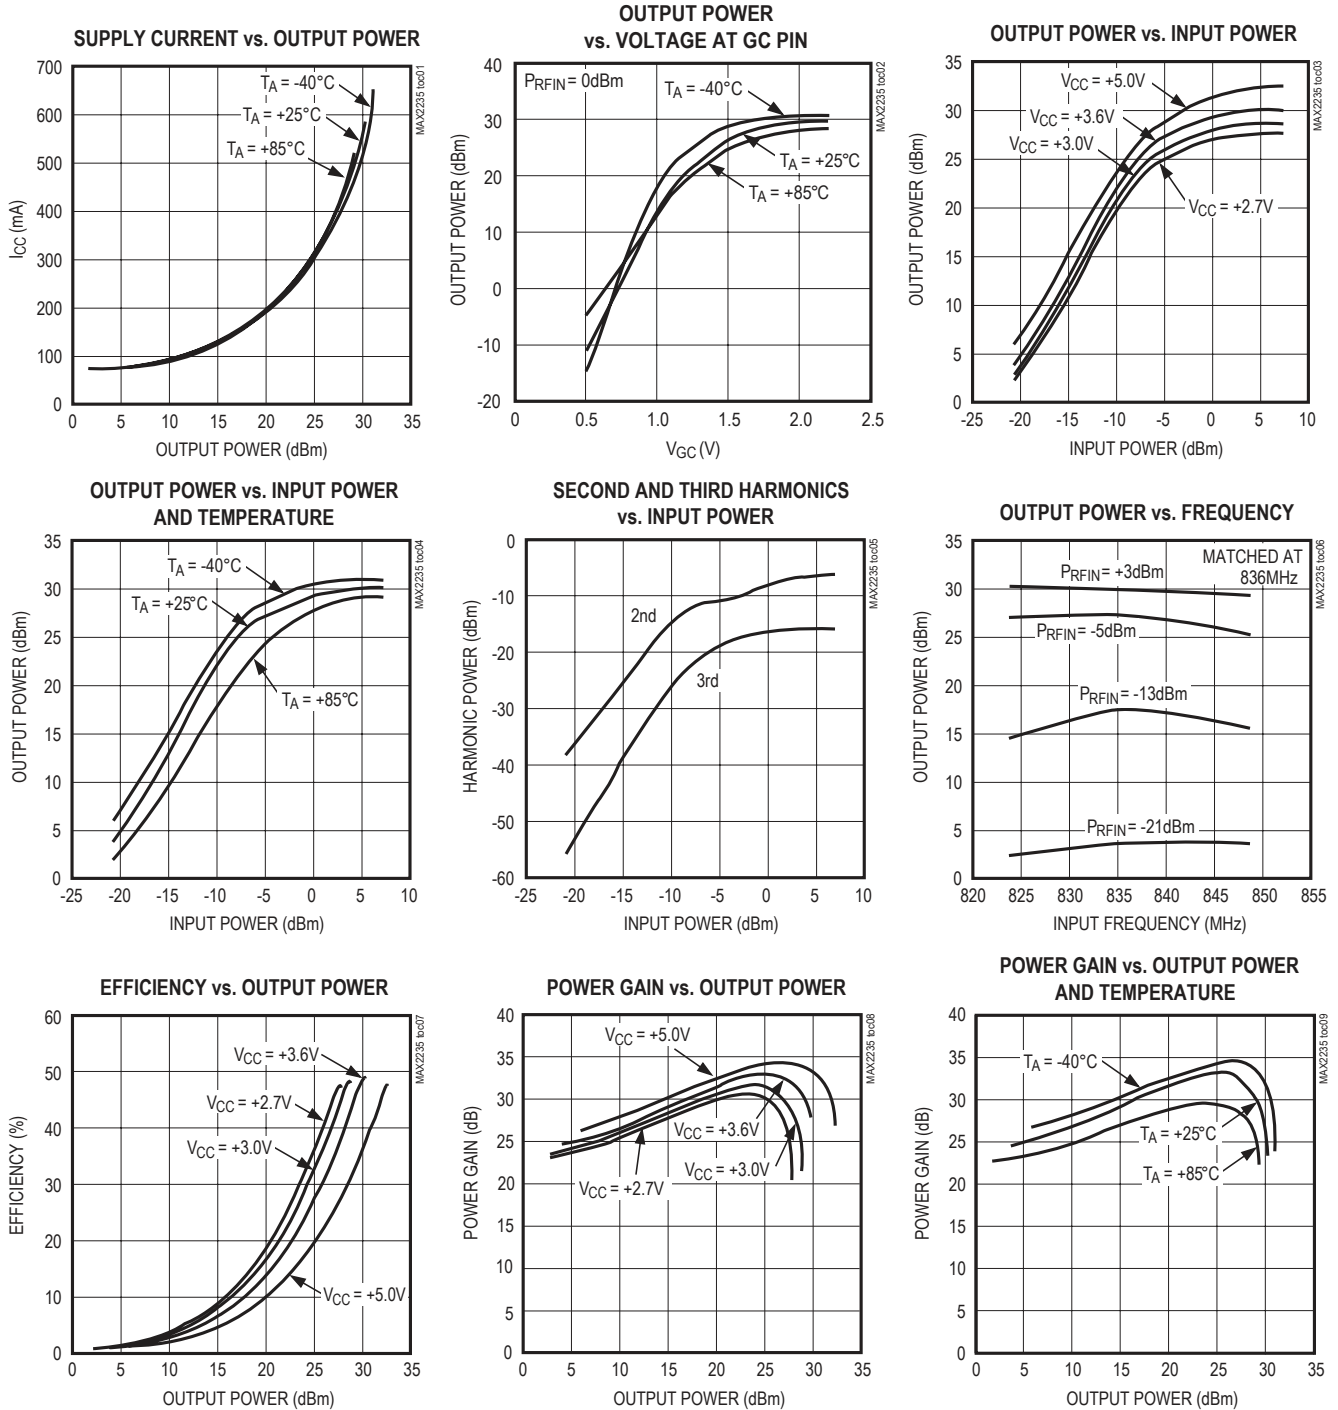 SUPPLY CURRENT vs. OUTPUT POWER
700
600
500
400
300
200
100
0
ICC (mA)
TA = -40°C
TA = +25°C
TA = +85°C
MAX2235 toc01
0 5 10 15 20 25 30 35
OUTPUT POWER (dBm)
OUTPUT POWER
vs. VOLTAGE AT GC PIN
40
30
20
10
0
-10
-20
OUTPUT POWER (dBm)
PRFIN = 0dBm
TA = -40°C
TA = +25°C
TA = +85°C
MAX2235 toc02
0 0.5 1.0 1.5 2.0 2.5
VGC (V)
OUTPUT POWER vs. INPUT POWER
35
30
25
20
15
10
5
0
OUTPUT POWER (dBm)
VCC = +5.0V
VCC = +3.6V
VCC = +3.0V
VCC = +2.7V
MAX2235 toc03
-25 -20 -15 -10 -5 0 5 10
INPUT POWER (dBm)
OUTPUT POWER vs. INPUT POWER
AND TEMPERATURE
35
30
25
20
15
10
5
0
OUTPUT POWER (dBm)
TA = -40°C
TA = +25°C
TA = +85°C
MAX2235 toc04
-25 -20 -15 -10 -5 0 5 10
INPUT POWER (dBm)
SECOND AND THIRD HARMONICS
vs. INPUT POWER
0
-10
-20
-30
-40
-50
-60
HARMONIC POWER (dBm)
2nd
3rd
MAX2235 toc05
-25 -20 -15 -10 -5 0 5 10
INPUT POWER (dBm)
OUTPUT POWER vs. FREQUENCY
35
30
25
20
15
10
5
0
OUTPUT POWER (dBm)
MATCHED AT
836MHz
PRFIN = +3dBm
PRFIN = -5dBm
PRFIN = -13dBm
PRFIN = -21dBm
MAX2235 toc06
820 825 830 835 840 845 850 855
INPUT FREQUENCY (MHz)
EFFICIENCY vs. OUTPUT POWER
60
50
40
30
20
10
0
EFFICIENCY (%)
VCC = +3.6V
VCC = +2.7V
VCC = +3.0V
VCC = +5.0V
MAX2235 toc07
0 5 10 15 20 25 30 35
OUTPUT POWER (dBm)
POWER GAIN vs. OUTPUT POWER
40
35
30
25
20
15
10
5
0
POWER GAIN (dB)
VCC = +5.0V
VCC = +3.6V
VCC = +3.0V
VCC = +2.7V
MAX2235 toc08
0 5 10 15 20 25 30 35
OUTPUT POWER (dBm)
POWER GAIN vs. OUTPUT POWER
AND TEMPERATURE
40
35
30
25
20
15
10
5
0
POWER GAIN (dB)
TA = -40°C
TA = +25°C
TA = +85°C
MAX2235 toc09
0 5 10 15 20 25 30 35
OUTPUT POWER (dBm)